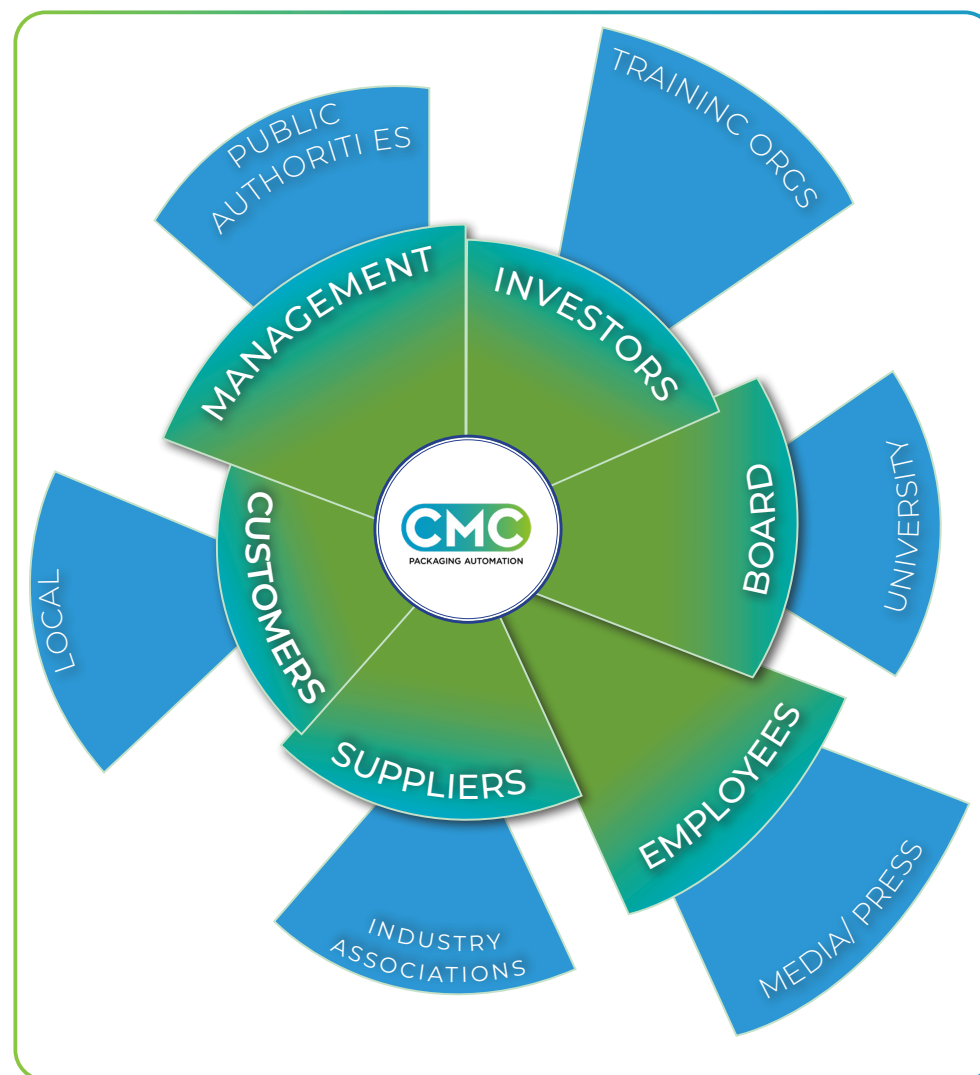 PUBLIC
AUTHORITI ES
TRAININC ORGS
MANAGEMENT
INVESTORS
BOARD
UNIVERSITY
CUSTOMERS
LOCAL
CMC
PACKAGING AUTOMATION
SUPPLIERS
EMPLOYEES
INDUSTRY
ASSOCIATIONS
MEDIA/ PRESS